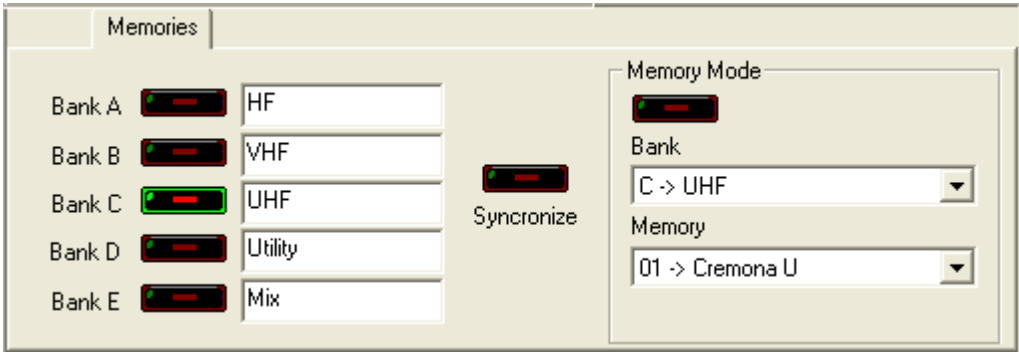 Memories
Bank A HF
Bank B VHF
Bank C UHF
Bank D Utility
Bank E Mix
Syncronize
Memory Mode
Bank
C -> UHF
Memory
01 -> Cremona U